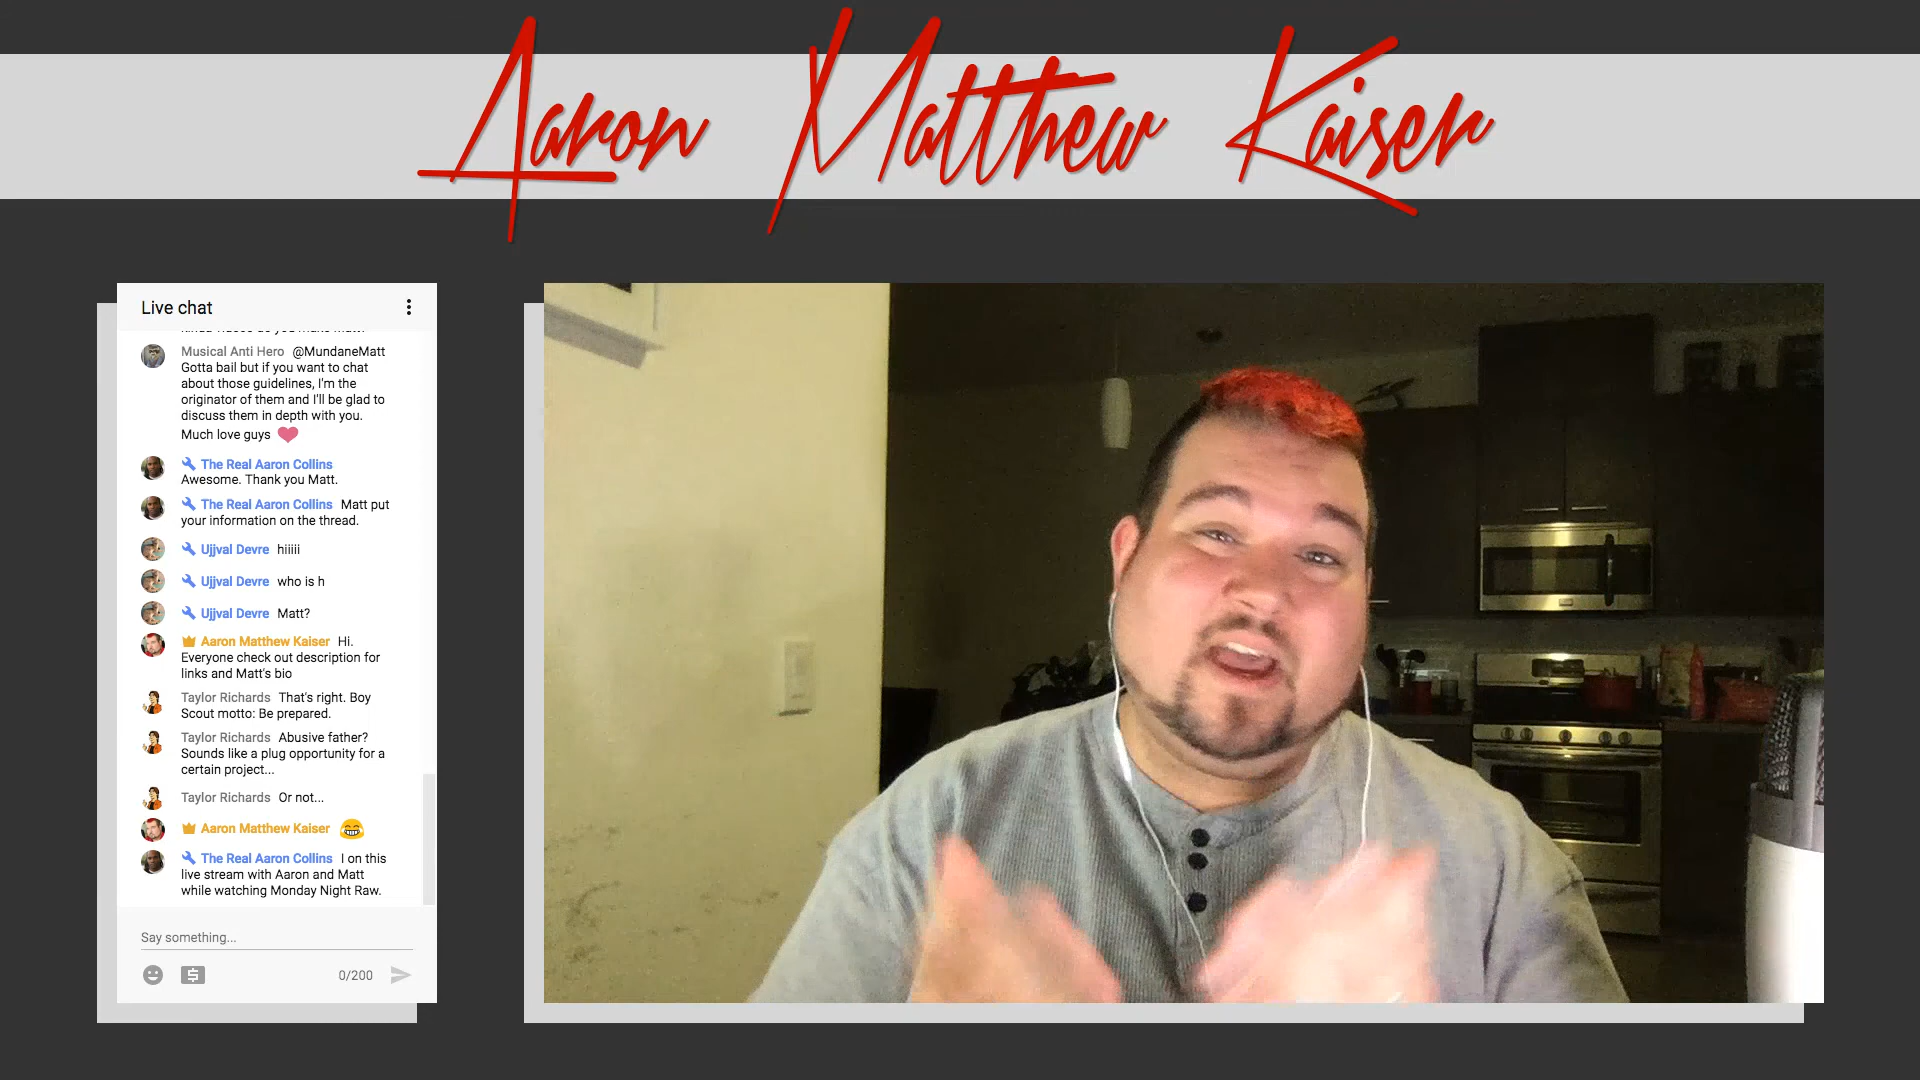 Aaron Matthew Kaiser
Live chat
Musical Anti Hero @MundaneMatt
Gotta bail but if you want to chat
about those guidelines, I'm the
originator of them and I'll be glad to
discuss them in depth with you.
Much love guys
The Real Aaron Collins
Awesome. Thank you Matt.
The Real Aaron Collins Matt put
your information on the thread.
Ujjval Devre hiiiii
Ujjval Devre who is h
Ujjval Devre Matt?
Aaron Matthew Kaiser Hi.
Everyone check out description for
links and Matt's bio
Taylor Richards That's right. Boy
Scout motto: Be prepared.
Taylor Richards Abusive father?
Sounds like a plug opportunity for a
certain project...
Taylor Richards Or not...
Aaron Matthew Kaiser
The Real Aaron Collins I on this
live stream with Aaron and Matt
while watching Monday Night Raw.
Say something...
0/200